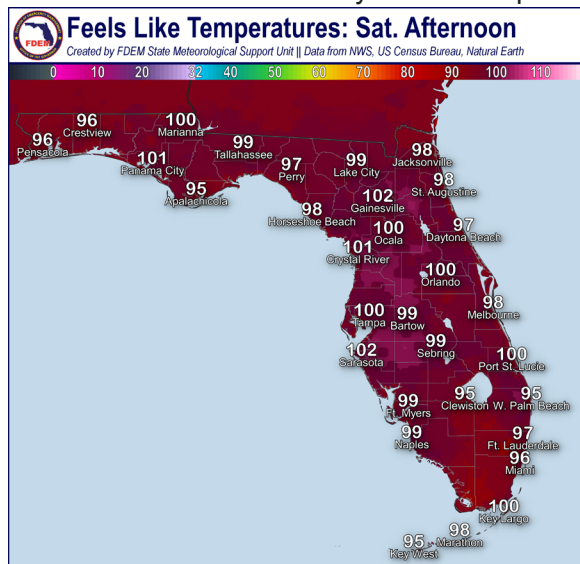 Feels Like Temperatures: Sat. Afternoon
Created by FDEM State Meteorological Support Unit || Data from NWS, US Census Bureau, Natural Earth
FDEM
0 10 20 32 40 50 60 70 80 90 100 110
96
Crestview
100
Marianna
96
Pensacola
99
Tallahassee
98
Jacksonville
101
Panama City
97
Perry
99
Lake City
95
Apalachicola
98
St. Augustine
102
Gainesville
98
Horseshoe Beach
100
Ocala
97
Daytona Beach
101
Crystal River
100
Orlando
98
Melbourne
100
Tampa
99
Bartow
102
Sarasota
99
Sebring
100
Port St. Lucie
99
Ft. Myers
95
Clewiston
95
W. Palm Beach
99
Naples
97
Ft. Lauderdale
96
Miami
100
Key Largo
98
Marathon
95
Key West